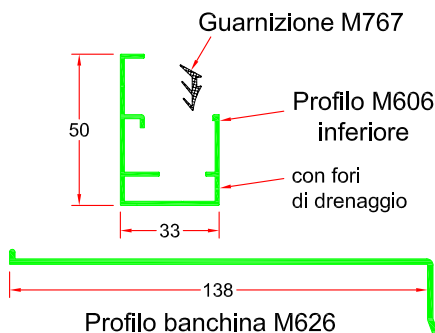 Guarnizione M767
50
Profilo M606
inferiore
con fori
di drenaggio
33
138
Profilo banchina M626